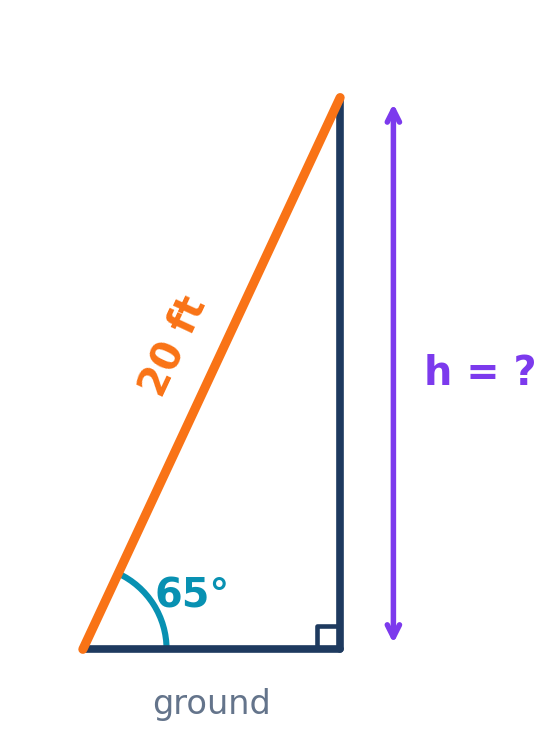 20 ft
h = ?
65°
ground